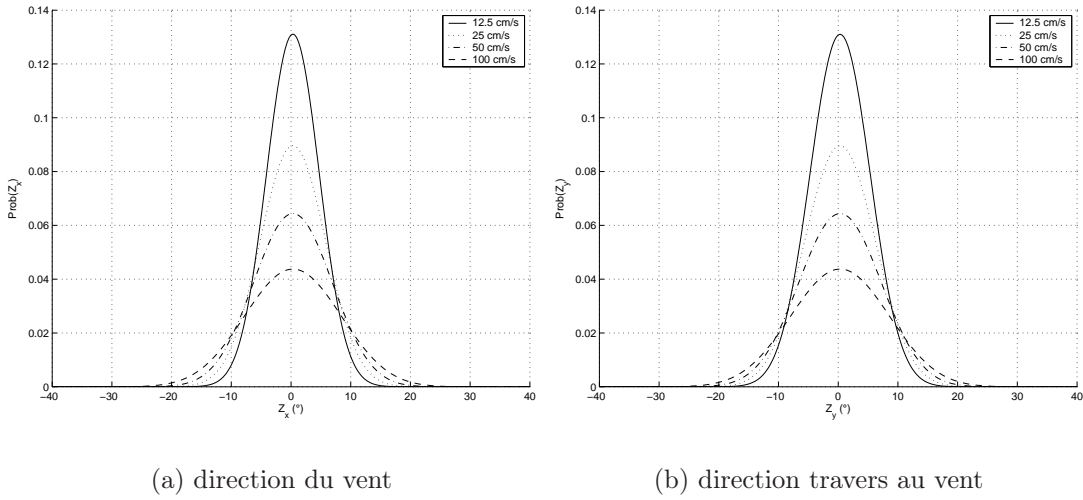 0.14
0.12
0.1
0.08
0.06
0.04
0.02
0
−40
−30
−20
−10
0
10
20
30
40
Prob(Z_x)
Z_x (°)
12.5 cm/s
25 cm/s
50 cm/s
100 cm/s
(a) direction du vent
0.14
0.12
0.1
0.08
0.06
0.04
0.02
0
−40
−30
−20
−10
0
10
20
30
40
Prob(Z_y)
Z_y (°)
12.5 cm/s
25 cm/s
50 cm/s
100 cm/s
(b) direction travers au vent